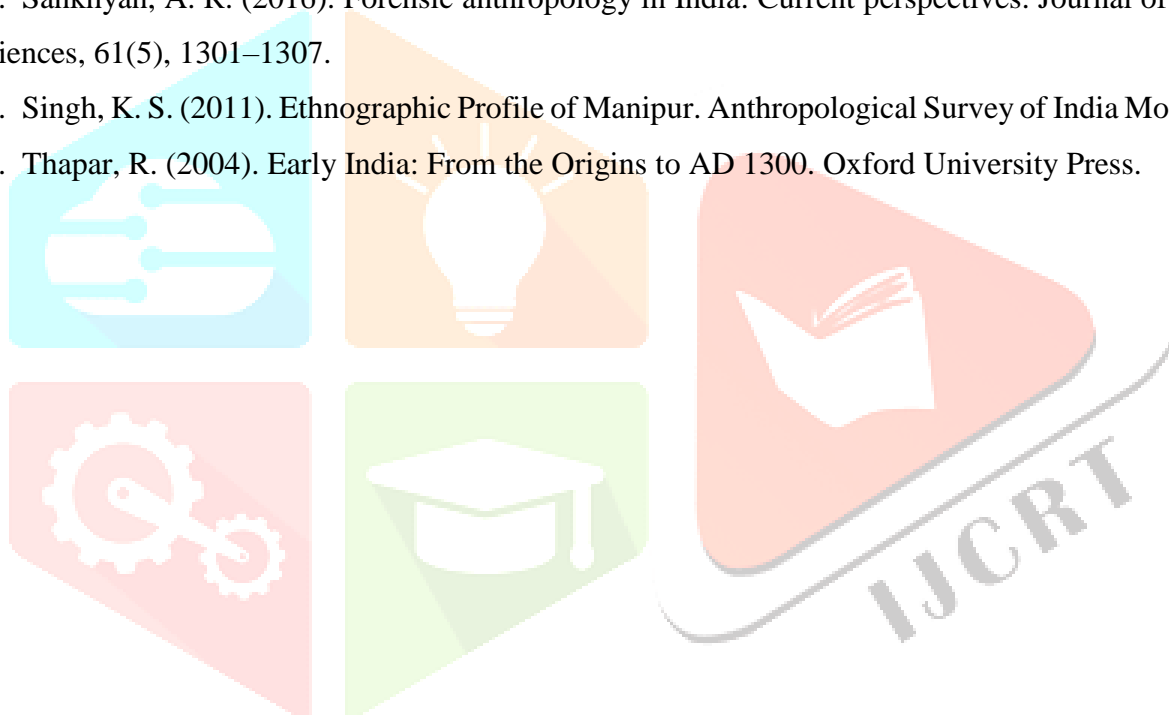 . Sankhyan, A. R. (2016). Forensic anthropology in India: Current perspectives. Journal of
iences, 61(5), 1301–1307.
. Singh, K. S. (2011). Ethnographic Profile of Manipur. Anthropological Survey of India Mo
. Thapar, R. (2004). Early India: From the Origins to AD 1300. Oxford University Press.
IJCRT